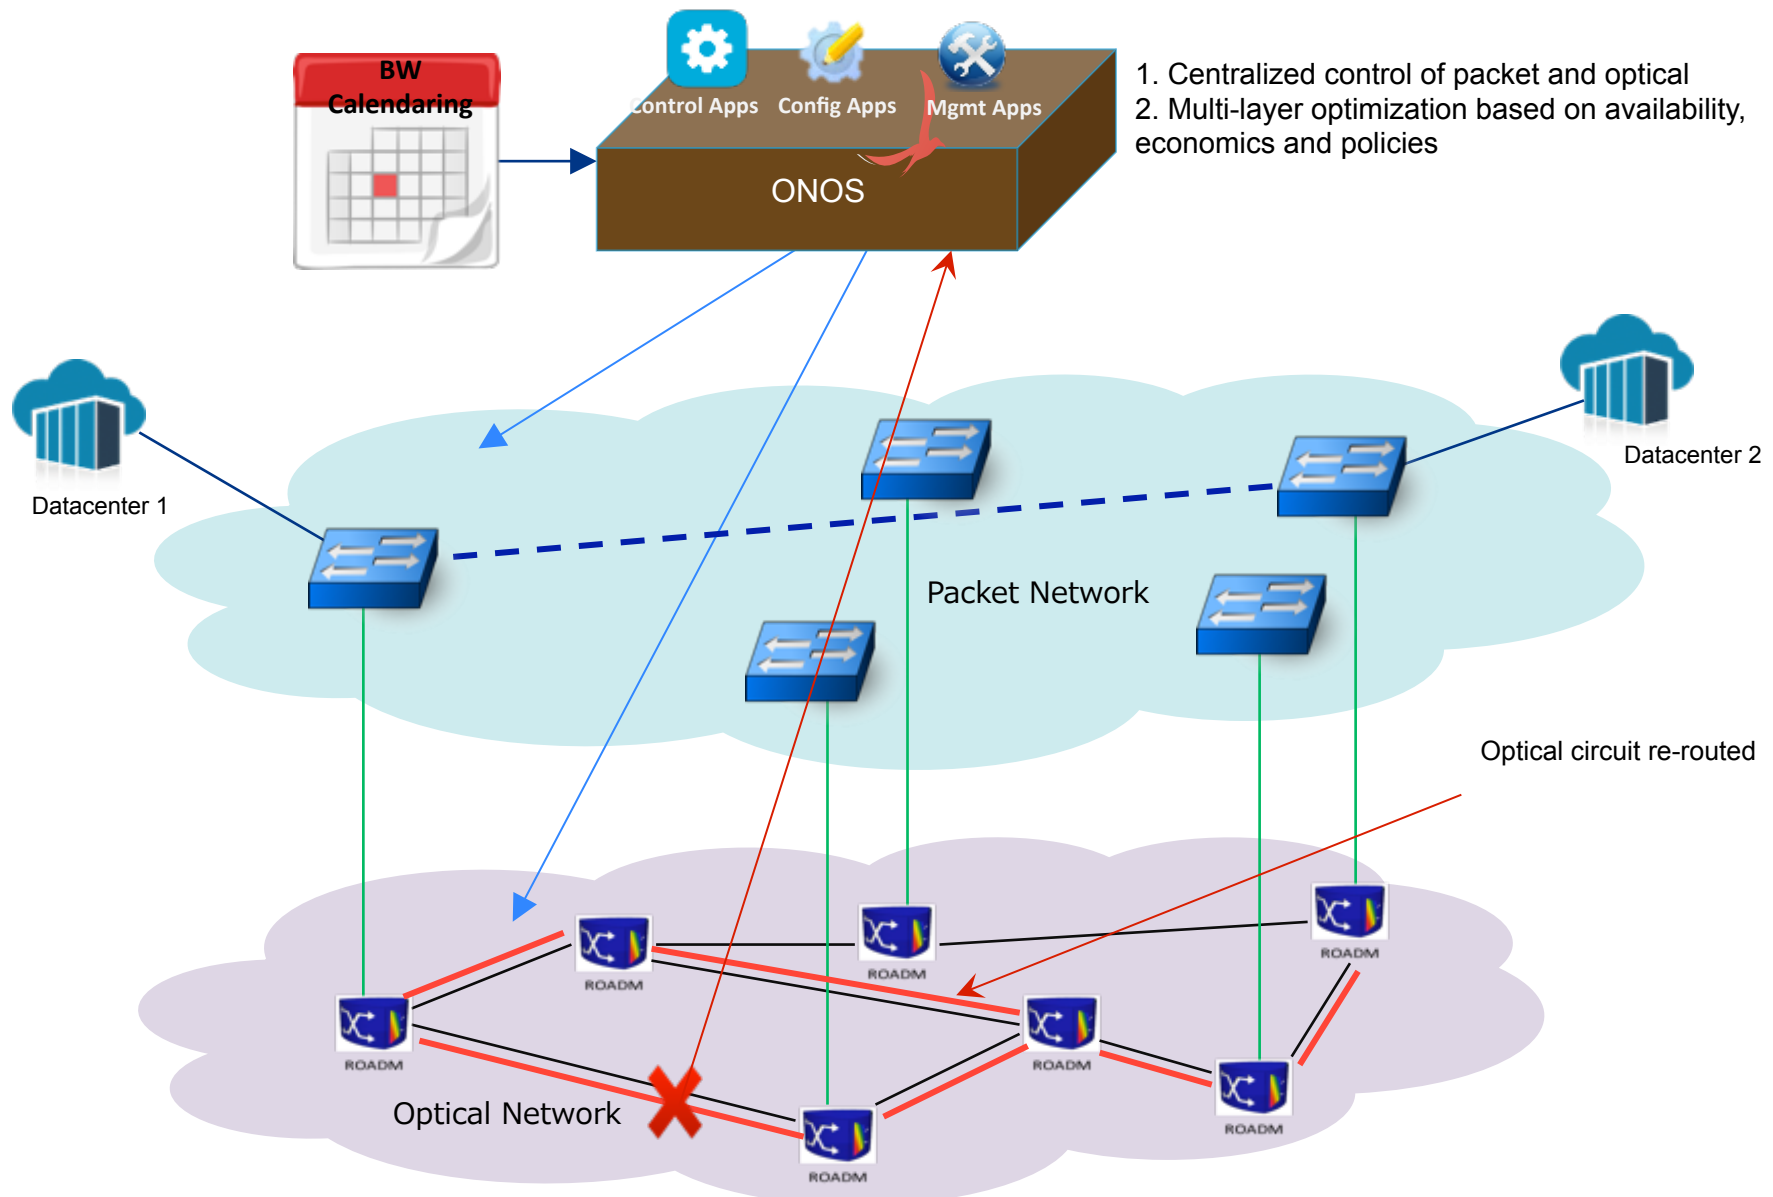 BW
Calendaring
Control Apps
Config Apps
Mgmt Apps
ONOS
1. Centralized control of packet and optical
2. Multi-layer optimization based on availability,
economics and policies
Datacenter 1
Datacenter 2
Packet Network
Optical circuit re-routed
ROADM
ROADM
ROADM
ROADM
ROADM
ROADM
ROADM
Optical Network